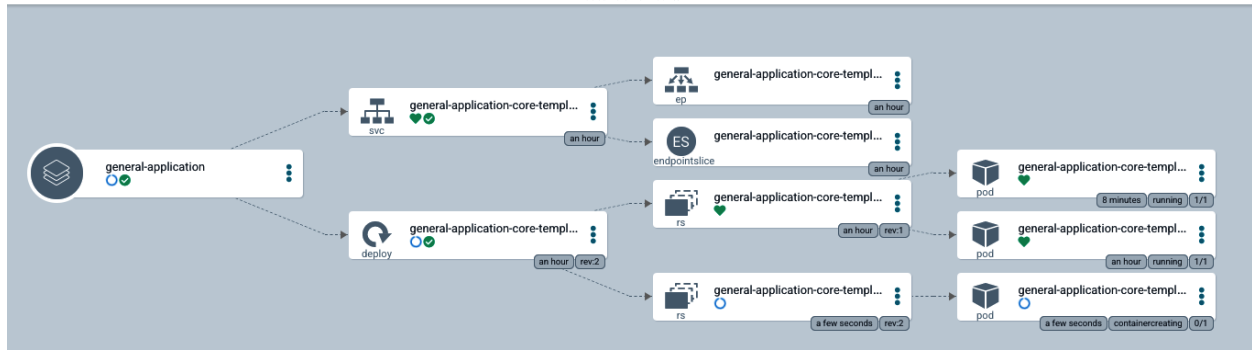 general-application-core-templ...
ep
an hour
general-application-core-templ...
svc
an hour
ES
general-application-core-templ...
endpointslice
an hour
general-application
general-application-core-templ...
pod
8 minutes running 1/1
general-application-core-templ...
rs
an hour rev:1
general-application-core-templ...
deploy
an hour rev:2
general-application-core-templ...
pod
an hour running 1/1
general-application-core-templ...
rs
a few seconds rev:2
general-application-core-templ...
pod
a few seconds containercreating 0/1